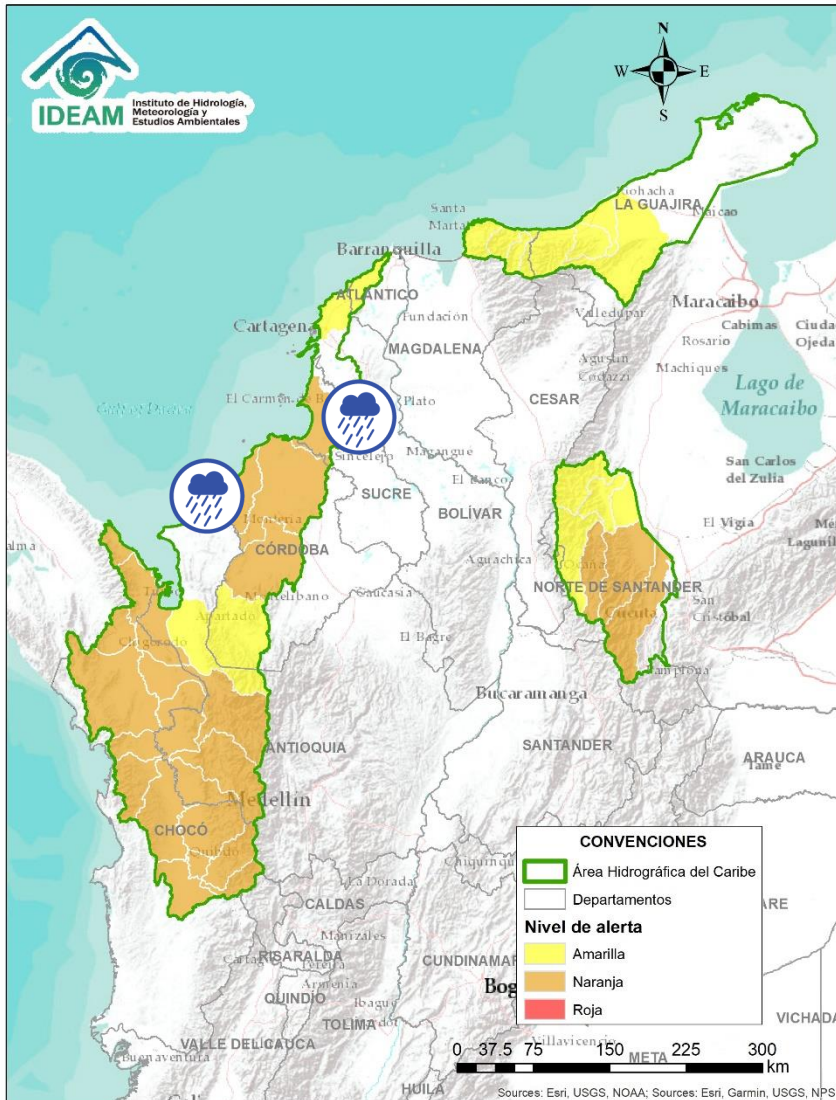 IDEAM
Instituto de Hidrología,
Meteorología y
Estudios Ambientales
N
W
E
S
Riohacha
LA GUAJIRA
Maicao
Santa
Marta
Barranquilla
ATLÁNTICO
Cartagena
Fundación
Valledupar
Maracaibo
Cabimas
Ciudad
Ojeda
Rosario
MAGDALENA
Machiques
Agustín
Codazzi
Lago de
Maracaibo
CESAR
El Carmen de B
Plato
Sincelejo
Magangué
San Carlos
del Zulia
SUCRE
El Banco
BOLÍVAR
Montería
El Vigía
CÓRDOBA
Aguachica
Ocaña
NORTE DE SANTANDER
Montelíbano
Caucasia
San
Cristóbal
Cúcuta
Apartadó
Chigorodó
El Bagre
Pamplona
Bucaramanga
ANTIOQUIA
SANTANDER
ARAUCA
Tame
Medellín
CHOCÓ
Quibdó
Chiquinqu
La Dorada
CALDAS
Manizales
RISARALDA
Pereira
Armenia
CUNDINAMAR
QUINDÍO
Ibagué
Bog
TOLIMA
VICHADA
VALLE DEL CAUCA
Villavicencio
Buenaventura
META
HUILA
CONVENCIONES
Área Hidrográfica del Caribe
Departamentos
Nivel de alerta
Amarilla
Naranja
Roja
0 37.5 75 150 225 300
km
Sources: Esri, USGS, NOAA; Sources: Esri, Garmin, USGS, NPS